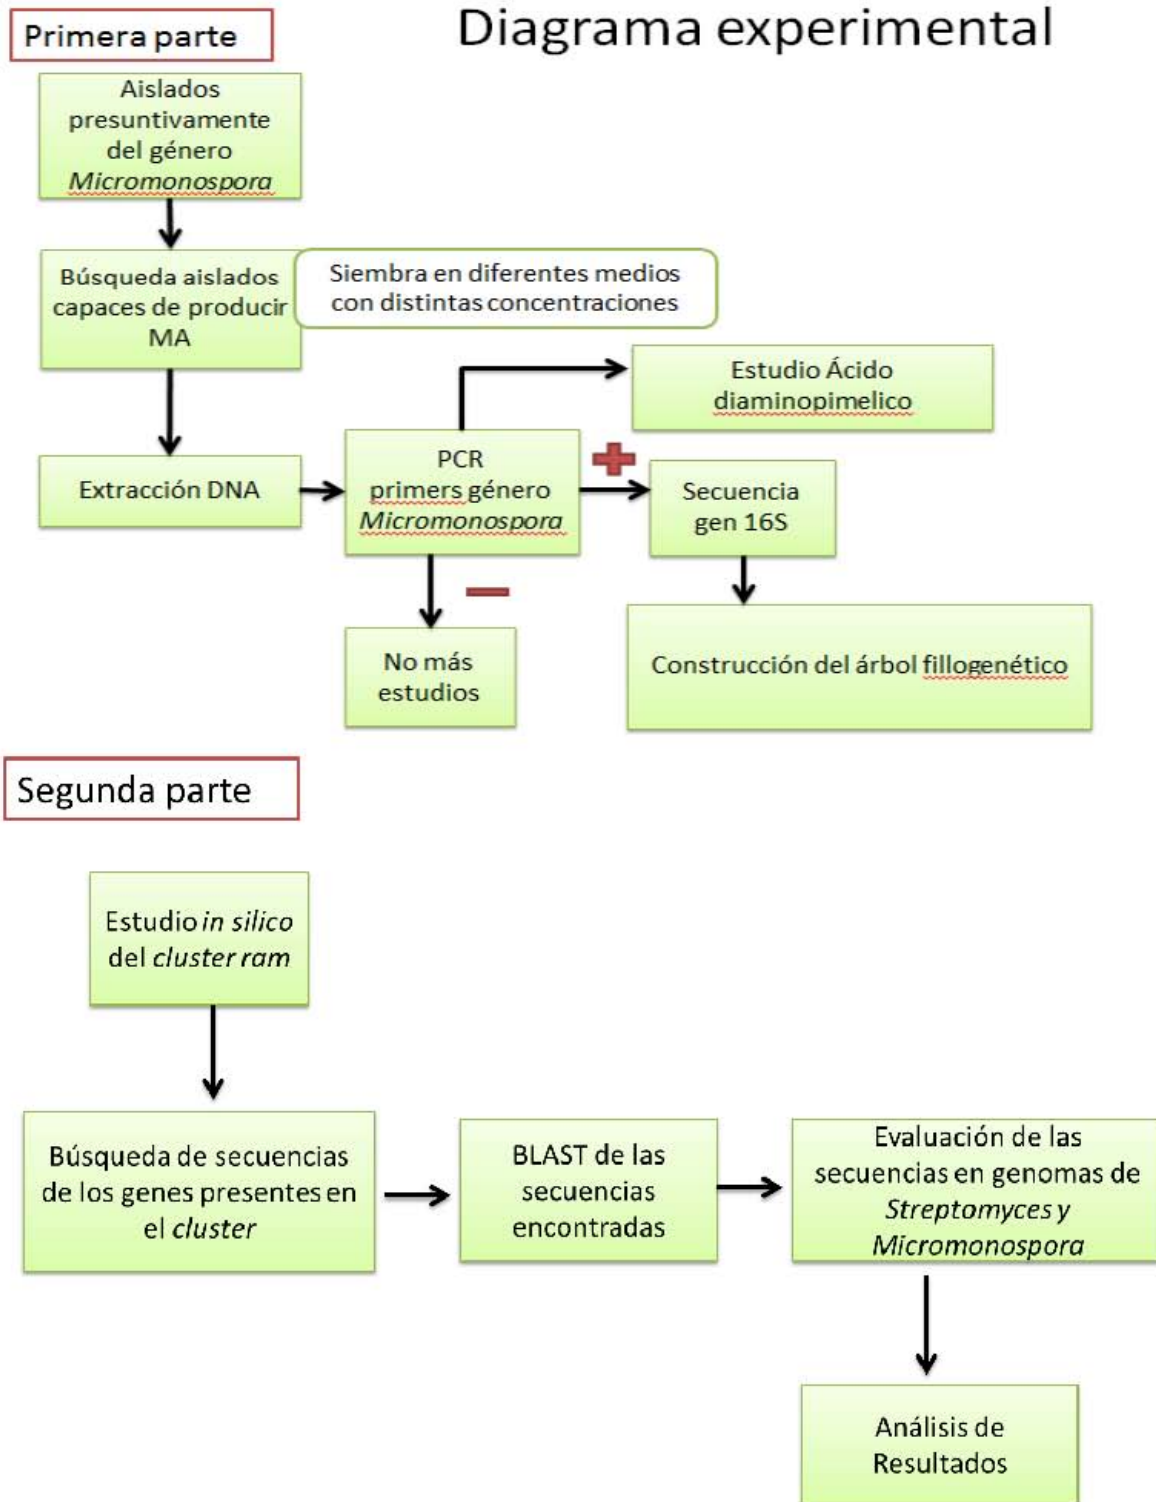 Diagrama experimental
Primera parte
Aislados
presuntivamente
del género
Micromonospora
Búsqueda aislados
capaces de producir
MA
Siembra en diferentes medios
con distintas concentraciones
Estudio Ácido
diaminopimelico
Extracción DNA
PCR
primers género
Micromonospora
Secuencia
gen 16S
No más
estudios
Construcción del árbol fillogenético
Segunda parte
Estudio in silico
del cluster ram
Búsqueda de secuencias
de los genes presentes en
el cluster
BLAST de las
secuencias
encontradas
Evaluación de las
secuencias en genomas de
Streptomyces y
Micromonospora
Análisis de
Resultados